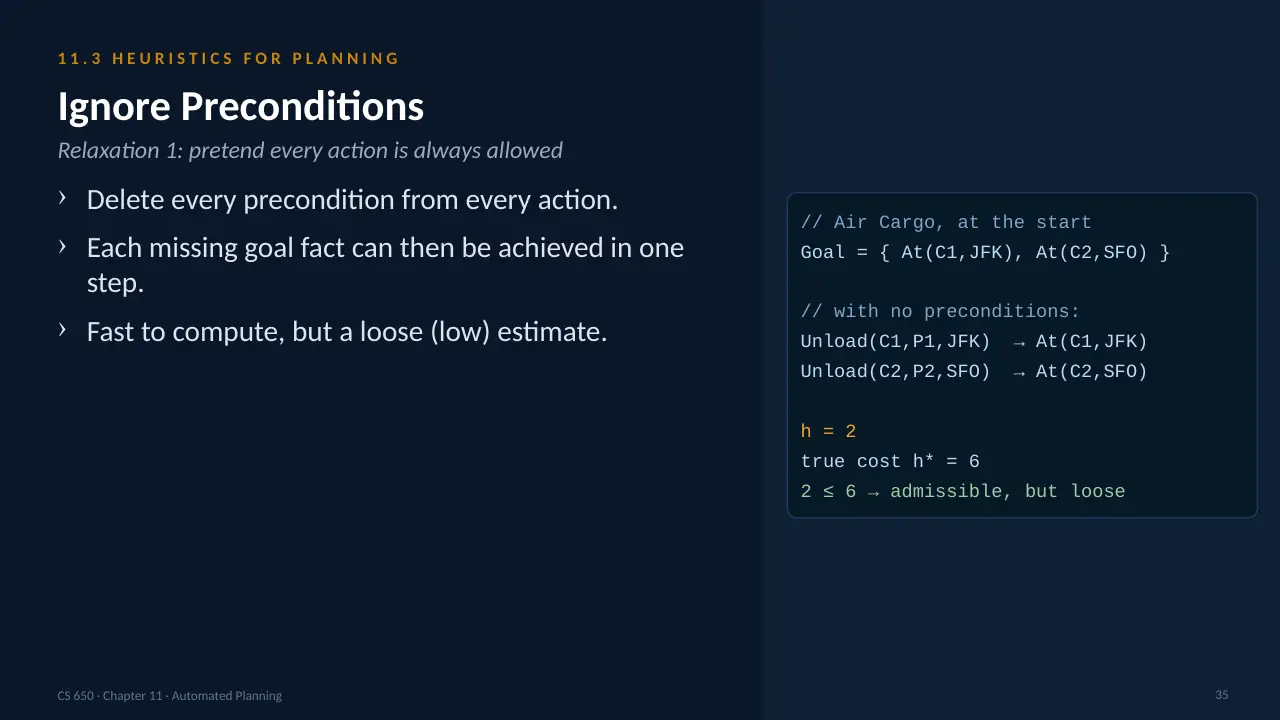 11.3 HEURISTICS FOR PLANNING
Ignore Preconditions
Relaxation 1: pretend every action is always allowed
› Delete every precondition from every action.
› Each missing goal fact can then be achieved in one
step.
› Fast to compute, but a loose (low) estimate.
// Air Cargo, at the start
Goal = { At(C1,JFK), At(C2,SFO) }
// with no preconditions:
Unload(C1,P1,JFK)  → At(C1,JFK)
Unload(C2,P2,SFO)  → At(C2,SFO)
h = 2
true cost h* = 6
2 ≤ 6 → admissible, but loose
CS 650 · Chapter 11 · Automated Planning
35